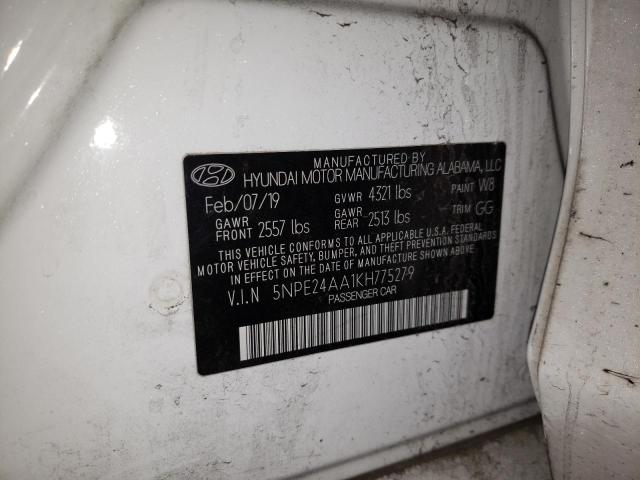 MANUFACTURED BY
HYUNDAI MOTOR MANUFACTURING ALABAMA, LLC
Feb/07/19 GVWR 4321 lbs PAINT W8
GAWR FRONT 2557 lbs GAWR REAR 2513 lbs TRIM GG
THIS VEHICLE CONFORMS TO ALL APPLICABLE U.S.A. FEDERAL
MOTOR VEHICLE SAFETY, BUMPER, AND THEFT PREVENTION STANDARDS
IN EFFECT ON THE DATE OF MANUFACTURE SHOWN ABOVE.
V.I.N 5NPE24AA1KH775279
PASSENGER CAR